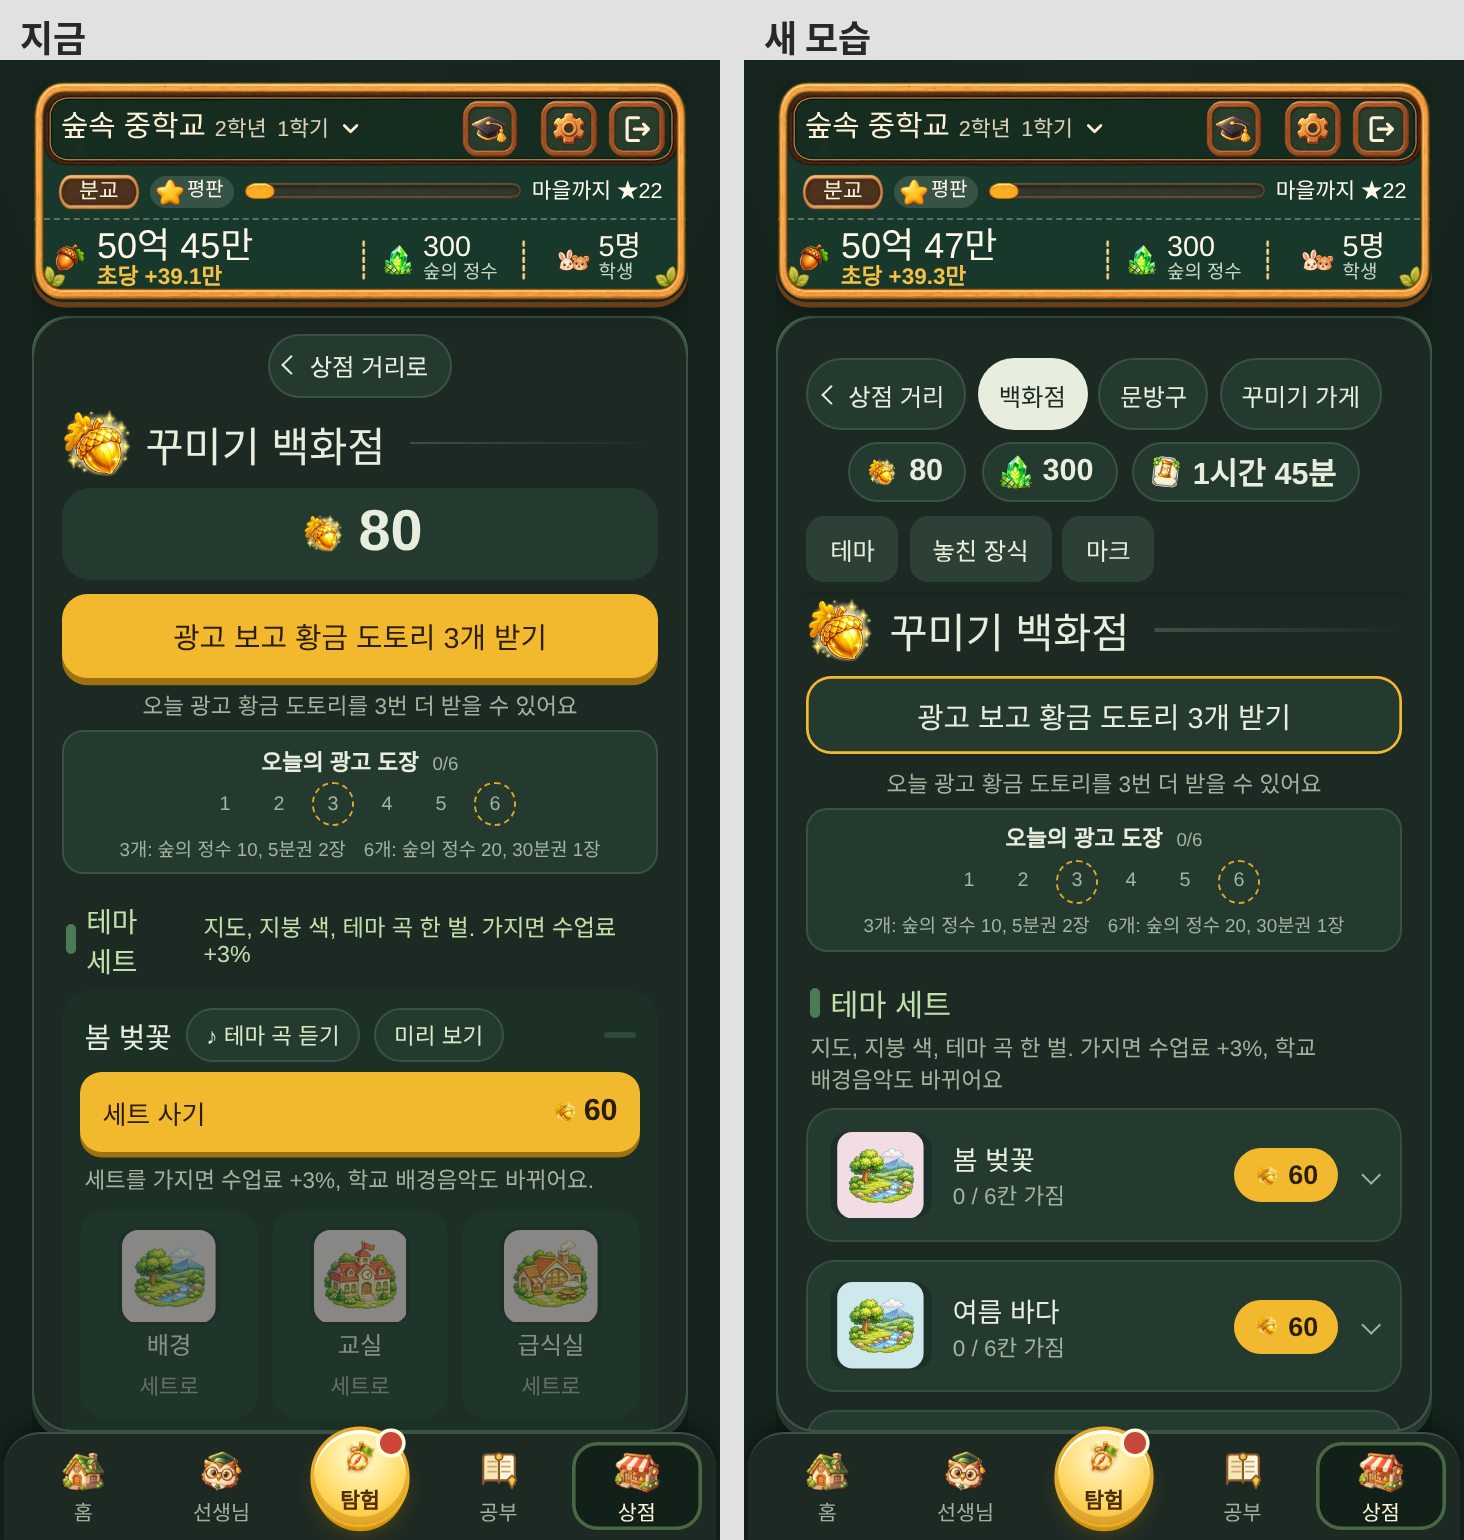 지금
숲속 중학교 2학년 1학기
분교 평판 마을까지 ★22
50억 45만 300 5명
초당 +39.1만 숲의 정수 학생
상점 거리로
꾸미기 백화점
80
광고 보고 황금 도토리 3개 받기
오늘 광고 황금 도토리를 3번 더 받을 수 있어요
오늘의 광고 도장 0/6
1 2 3 4 5 6
3개: 숲의 정수 10, 5분권 2장 6개: 숲의 정수 20, 30분권 1장
테마
세트
지도, 지붕 색, 테마 곡 한 벌. 가지면 수업료
+3%
봄 벚꽃 ♪ 테마 곡 듣기 미리 보기
세트 사기 60
세트를 가지면 수업료 +3%, 학교 배경음악도 바뀌어요.
배경 교실 급식실
세트로 세트로 세트로
홈 선생님 탐험 공부 상점
새 모습
숲속 중학교 2학년 1학기
분교 평판 마을까지 ★22
50억 47만 300 5명
초당 +39.3만 숲의 정수 학생
상점 거리 백화점 문방구 꾸미기 가게
80 300 1시간 45분
테마 놓친 장식 마크
꾸미기 백화점
광고 보고 황금 도토리 3개 받기
오늘 광고 황금 도토리를 3번 더 받을 수 있어요
오늘의 광고 도장 0/6
1 2 3 4 5 6
3개: 숲의 정수 10, 5분권 2장 6개: 숲의 정수 20, 30분권 1장
테마 세트
지도, 지붕 색, 테마 곡 한 벌. 가지면 수업료 +3%, 학교
배경음악도 바뀌어요
봄 벚꽃 60
0 / 6칸 가짐
여름 바다 60
0 / 6칸 가짐
홈 선생님 탐험 공부 상점